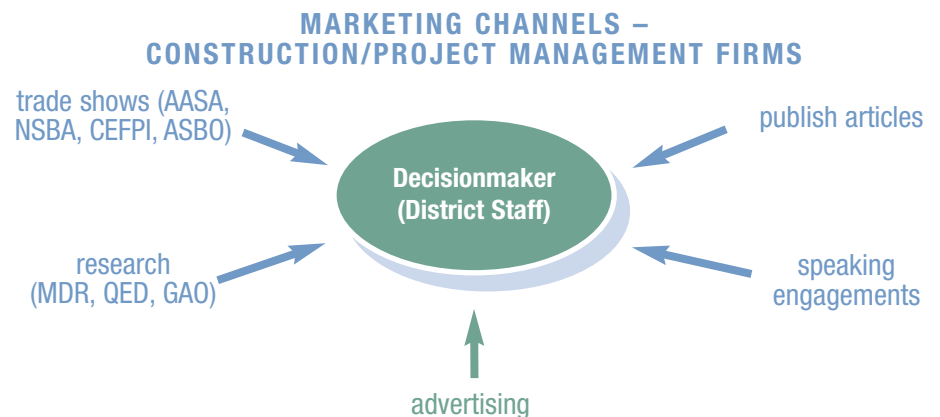 MARKETING CHANNELS –
CONSTRUCTION/PROJECT MANAGEMENT FIRMS
trade shows (AASA,
NSBA, CEFPI, ASBO)
publish articles
Decisionmaker
(District Staff)
research
(MDR, QED, GAO)
speaking
engagements
advertising